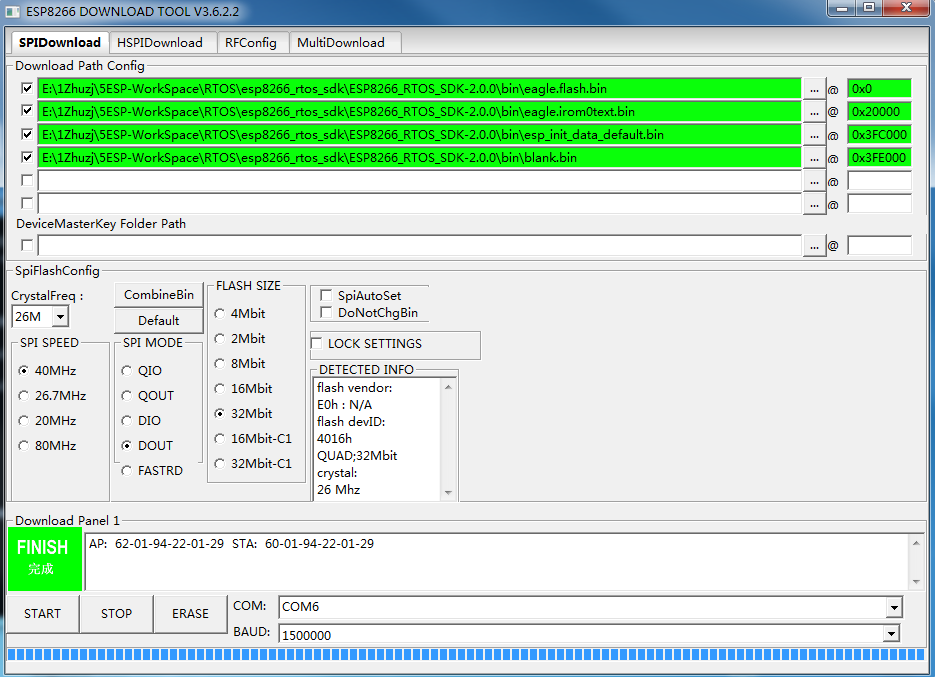 ESP8266 DOWNLOAD TOOL V3.6.2.2
SPIDownload HSPIDownload RFConfig MultiDownload
Download Path Config
E:\1Zhuzj\5ESP-WorkSpace\RTOS\esp8266_rtos_sdk\ESP8266_RTOS_SDK-2.0.0\bin\eagle.flash.bin ... @ 0x0
E:\1Zhuzj\5ESP-WorkSpace\RTOS\esp8266_rtos_sdk\ESP8266_RTOS_SDK-2.0.0\bin\eagle.irom0text.bin ... @ 0x20000
E:\1Zhuzj\5ESP-WorkSpace\RTOS\esp8266_rtos_sdk\ESP8266_RTOS_SDK-2.0.0\bin\esp_init_data_default.bin ... @ 0x3FC000
E:\1Zhuzj\5ESP-WorkSpace\RTOS\esp8266_rtos_sdk\ESP8266_RTOS_SDK-2.0.0\bin\blank.bin ... @ 0x3FE000
... @
... @
DeviceMasterKey Folder Path
... @
SpiFlashConfig
CrystalFreq :
26M
CombineBin
Default
SPI SPEED
40MHz
26.7MHz
20MHz
80MHz
SPI MODE
QIO
QOUT
DIO
DOUT
FASTRD
FLASH SIZE
4Mbit
2Mbit
8Mbit
16Mbit
32Mbit
16Mbit-C1
32Mbit-C1
SpiAutoSet
DoNotChgBin
LOCK SETTINGS
DETECTED INFO
flash vendor:
E0h : N/A
flash devID:
4016h
QUAD;32Mbit
crystal:
26 Mhz
Download Panel 1
FINISH
完成
AP: 62-01-94-22-01-29 STA: 60-01-94-22-01-29
START STOP ERASE
COM: COM6
BAUD: 1500000